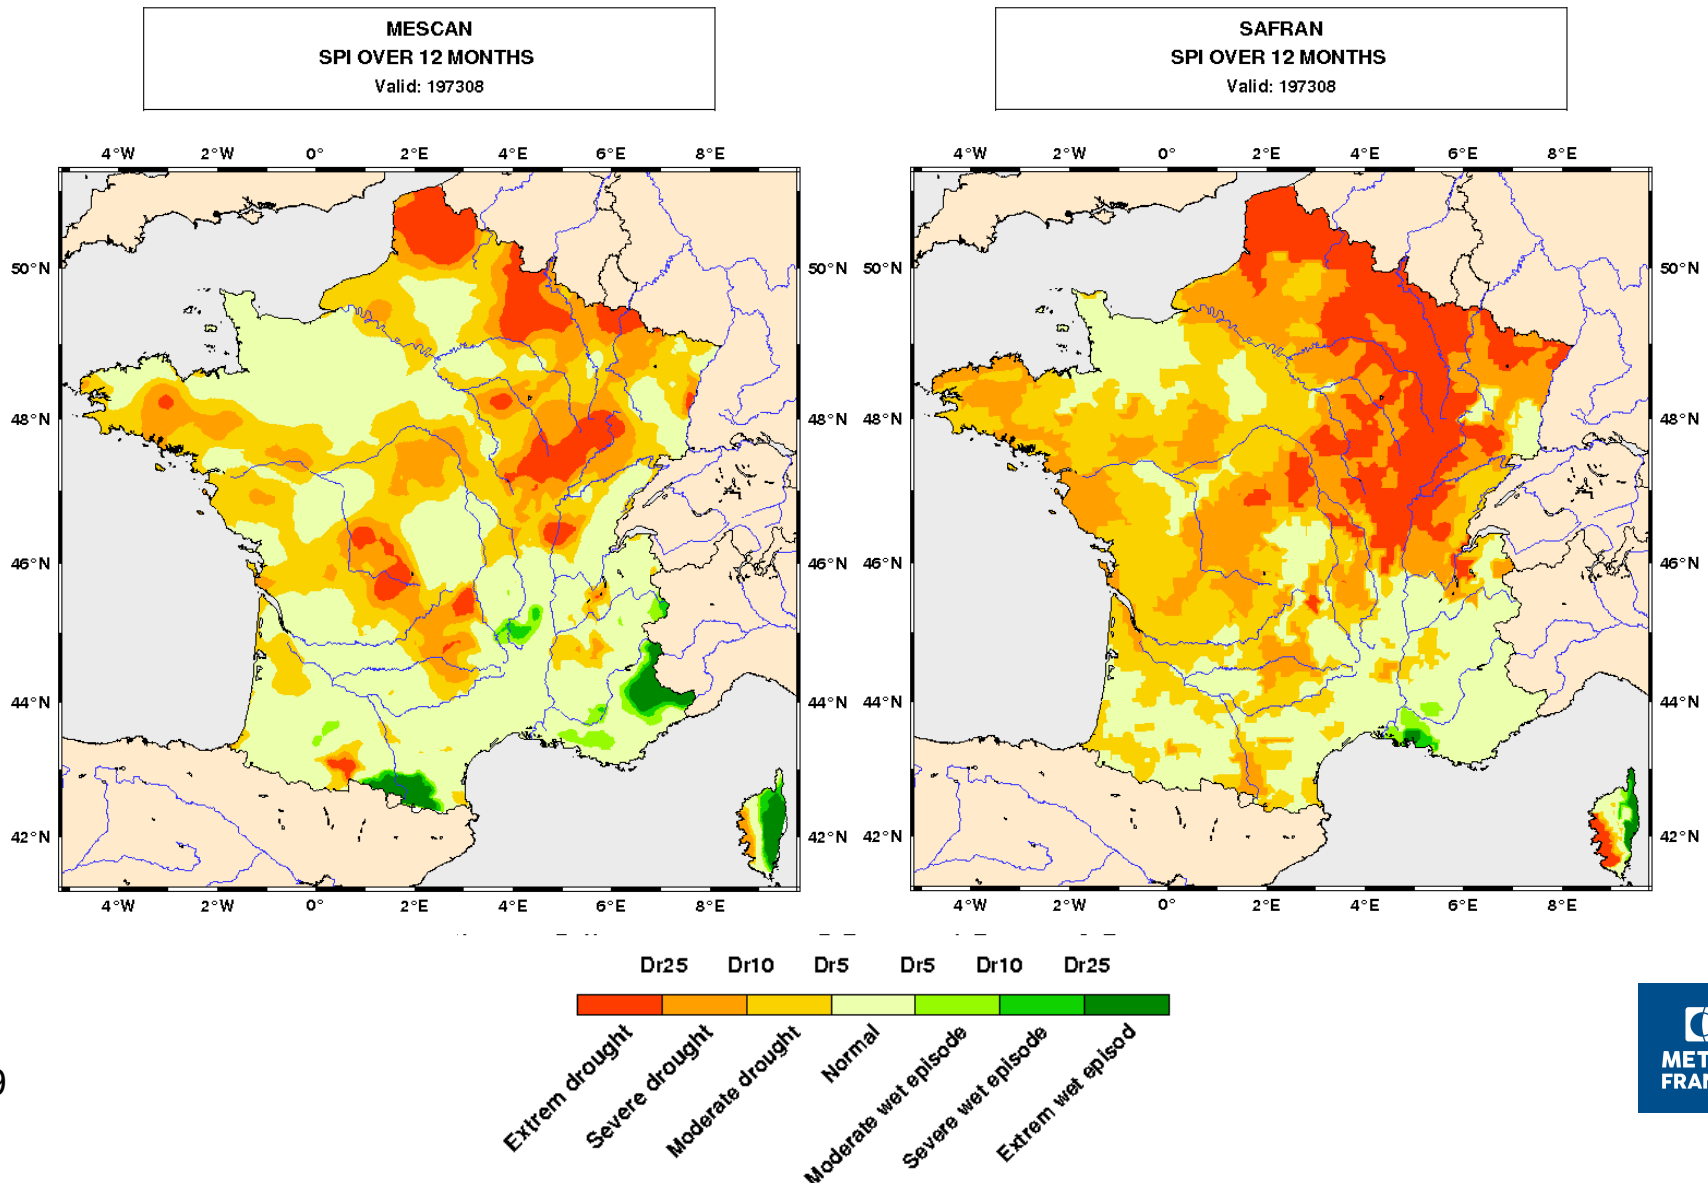 MESCAN
SPI OVER 12 MONTHS
Valid: 197308
SAFRAN
SPI OVER 12 MONTHS
Valid: 197308
4°W 2°W 0° 2°E 4°E 6°E 8°E
4°W 2°W 0° 2°E 4°E 6°E 8°E
50°N 50°N 50°N 50°N
48°N 48°N 48°N 48°N
46°N 46°N 46°N 46°N
44°N 44°N 44°N 44°N
42°N 42°N 42°N 42°N
4°W 2°W 0° 2°E 4°E 6°E 8°E
4°W 2°W 0° 2°E 4°E 6°E 8°E
Dr25 Dr10 Dr5 Dr5 Dr10 Dr25
Extrem drought
Severe drought
Moderate drought
Normal
Moderate wet episode
Severe wet episode
Extrem wet episod
9
MET
FRAN